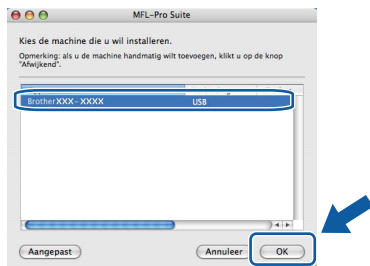 MFL-Pro Suite
Kies de machine die u wil installeren.
Opmerking: als u de machine handmatig wilt toevoegen, klikt u op de knop
"Afwijkend".
Brother XXX-XXXX USB
Aangepast Annuleer OK